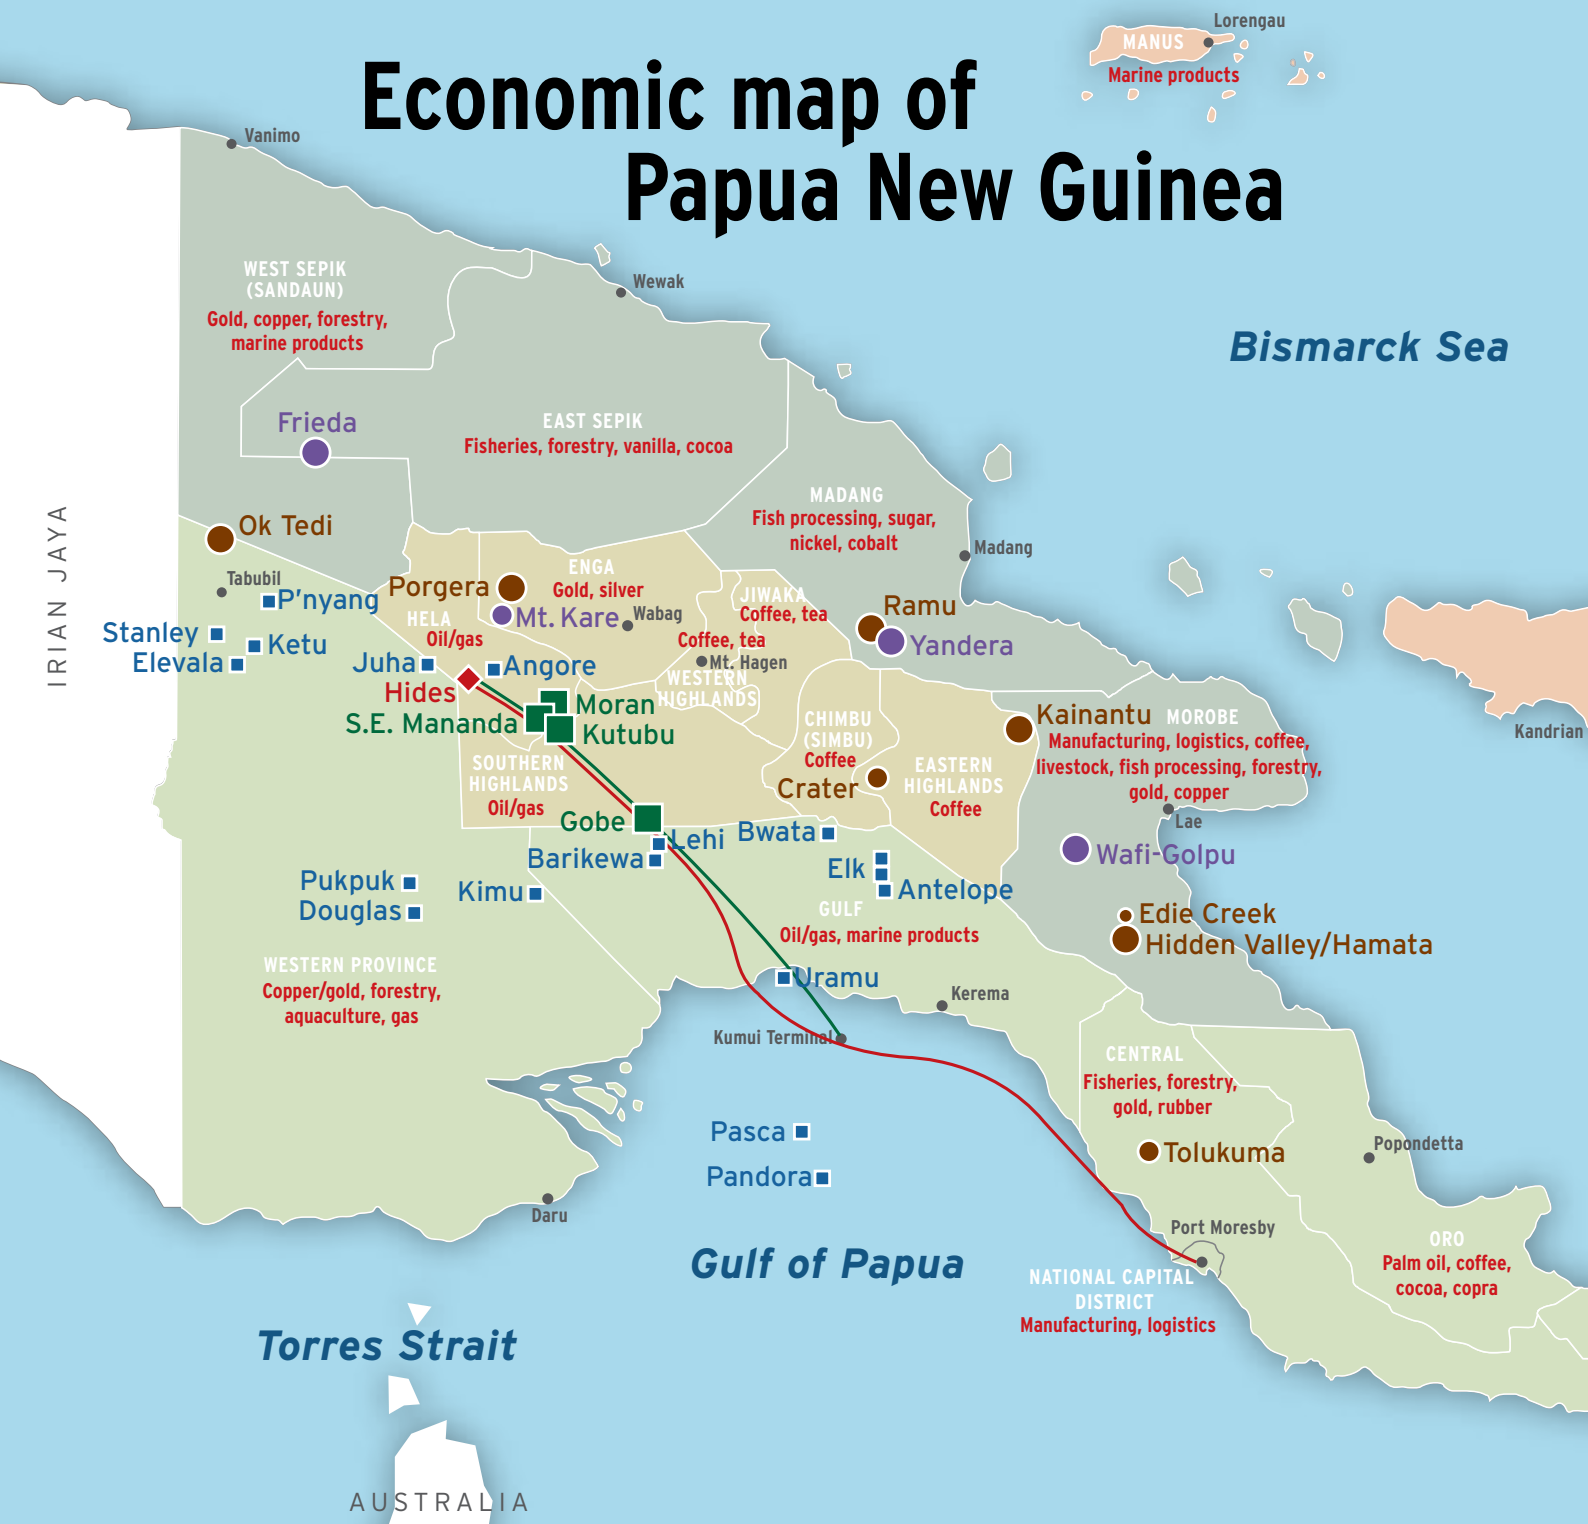 Lorengau
MANUS
Marine products
Economic map of
Papua New Guinea
Vanimo
WEST SEPIK
(SANDAUN)
Gold, copper, forestry,
marine products
Wewak
Bismarck Sea
Frieda
EAST SEPIK
Fisheries, forestry, vanilla, cocoa
MADANG
Fish processing, sugar,
nickel, cobalt
Madang
IRIAN JAYA
Ok Tedi
Tabubil
P'nyang
Stanley
Ketu
Elevala
Porgera
ENGA
Gold, silver
Mt. Kare
Wabag
HELA
Oil/gas
JIWAKA
Coffee, tea
Coffee, tea
Mt. Hagen
WESTERN
HIGHLANDS
Ramu
Yandera
Juha
Angore
Hides
Moran
S.E. Mananda
Kutubu
SOUTHERN
HIGHLANDS
Oil/gas
CHIMBU
(SIMBU)
Coffee
Crater
EASTERN
HIGHLANDS
Coffee
Kainantu
MOROBE
Manufacturing, logistics, coffee,
livestock, fish processing, forestry,
gold, copper
Lae
Kandrian
Gobe
Lehi
Barikewa
Bwata
Elk
Antelope
Wafi-Golpu
Pukpuk
Douglas
Kimu
GULF
Oil/gas, marine products
Edie Creek
Hidden Valley/Hamata
WESTERN PROVINCE
Copper/gold, forestry,
aquaculture, gas
Uramu
Kerema
Kumui Terminal
CENTRAL
Fisheries, forestry,
gold, rubber
Pasca
Pandora
Tolukuma
Popondetta
Daru
Port Moresby
ORO
Palm oil, coffee,
cocoa, copra
Gulf of Papua
NATIONAL CAPITAL
DISTRICT
Manufacturing, logistics
Torres Strait
AUSTRALIA